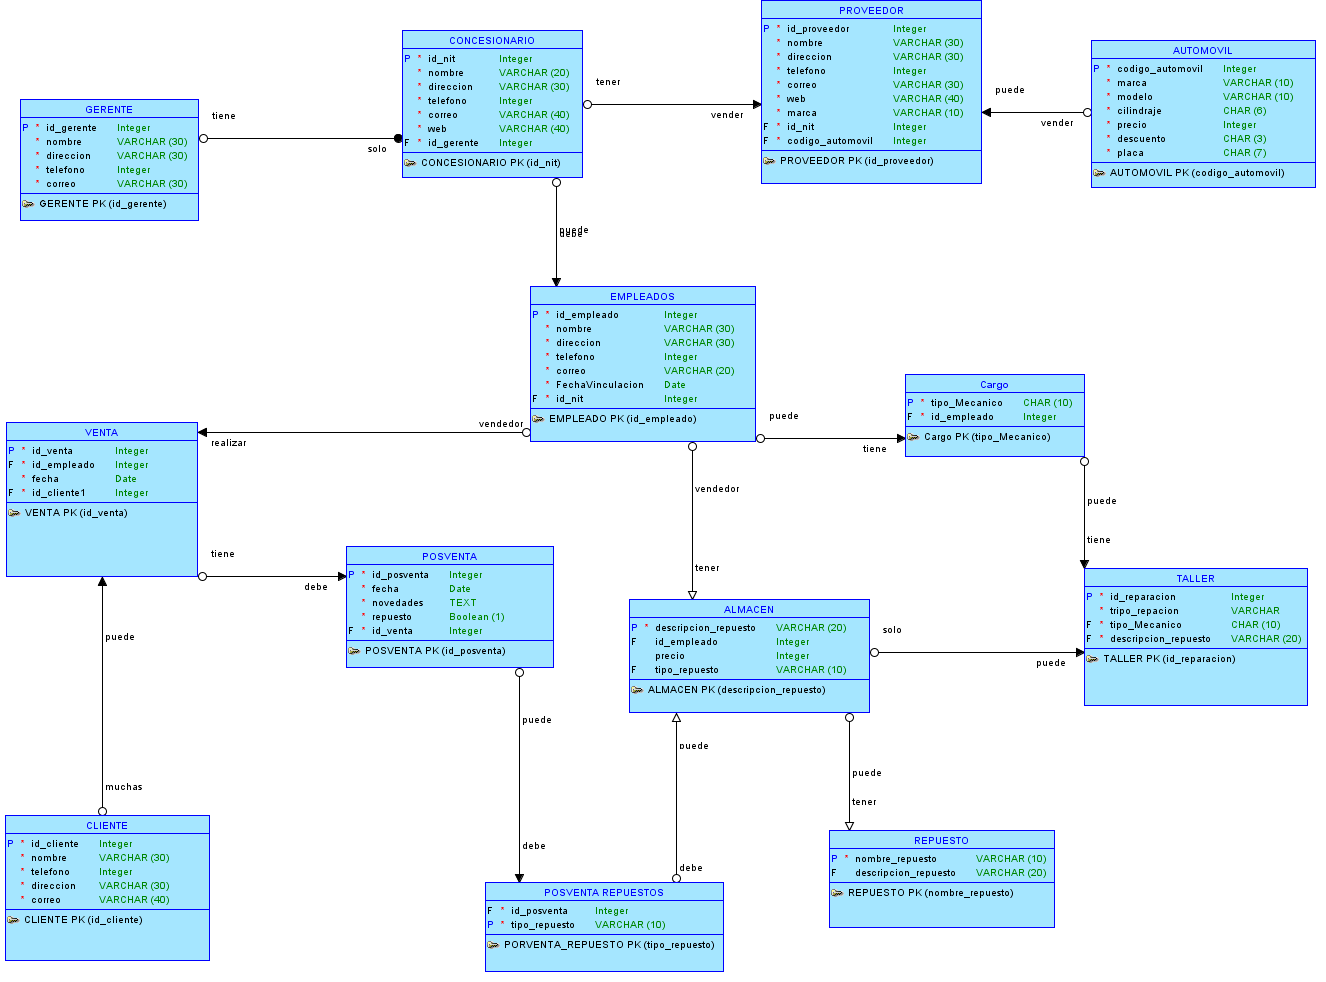 PROVEEDOR
P * id_proveedor Integer
* nombre VARCHAR (30)
* direccion VARCHAR (30)
* telefono Integer
* correo VARCHAR (30)
* web VARCHAR (40)
* marca VARCHAR (10)
F * id_nit Integer
F * codigo_automovil Integer
PROVEEDOR PK (id_proveedor)
CONCESIONARIO
P * id_nit Integer
* nombre VARCHAR (20)
* direccion VARCHAR (30)
* telefono Integer
* correo VARCHAR (40)
* web VARCHAR (40)
F * id_gerente Integer
CONCESIONARIO PK (id_nit)
AUTOMOVIL
P * codigo_automovil Integer
* marca VARCHAR (10)
* modelo VARCHAR (10)
* cilindraje CHAR (6)
* precio Integer
* descuento CHAR (3)
* placa CHAR (7)
AUTOMOVIL PK (codigo_automovil)
GERENTE
P * id_gerente Integer
* nombre VARCHAR (30)
* direccion VARCHAR (30)
* telefono Integer
* correo VARCHAR (30)
GERENTE PK (id_gerente)
tiene
solo
tener
vender
puede
vender
puede
debe
EMPLEADOS
P * id_empleado Integer
* nombre VARCHAR (30)
* direccion VARCHAR (30)
* telefono Integer
* correo VARCHAR (20)
* FechaVinculacion Date
F * id_nit Integer
EMPLEADO PK (id_empleado)
puede
tiene
Cargo
P * tipo_Mecanico CHAR (10)
F * id_empleado Integer
Cargo PK (tipo_Mecanico)
vendedor
realizar
VENTA
P * id_venta Integer
F * id_empleado Integer
* fecha Date
F * id_cliente1 Integer
VENTA PK (id_venta)
vendedor
tener
puede
tiene
tiene
debe
POSVENTA
P * id_posventa Integer
* fecha Date
* novedades TEXT
* repuesto Boolean (1)
F * id_venta Integer
POSVENTA PK (id_posventa)
TALLER
P * id_reparacion Integer
* tripo_repacion VARCHAR
F * tipo_Mecanico CHAR (10)
F * descripcion_repuesto VARCHAR (20)
TALLER PK (id_reparacion)
ALMACEN
P * descripcion_repuesto VARCHAR (20)
F id_empleado Integer
precio Integer
F tipo_repuesto VARCHAR (10)
ALMACEN PK (descripcion_repuesto)
solo
puede
puede
muchas
puede
debe
puede
debe
puede
tener
CLIENTE
P * id_cliente Integer
* nombre VARCHAR (30)
* telefono Integer
* direccion VARCHAR (30)
* correo VARCHAR (40)
CLIENTE PK (id_cliente)
REPUESTO
P * nombre_repuesto VARCHAR (10)
F descripcion_repuesto VARCHAR (20)
REPUESTO PK (nombre_repuesto)
POSVENTA REPUESTOS
F * id_posventa Integer
P * tipo_repuesto VARCHAR (10)
PORVENTA_REPUESTO PK (tipo_repuesto)